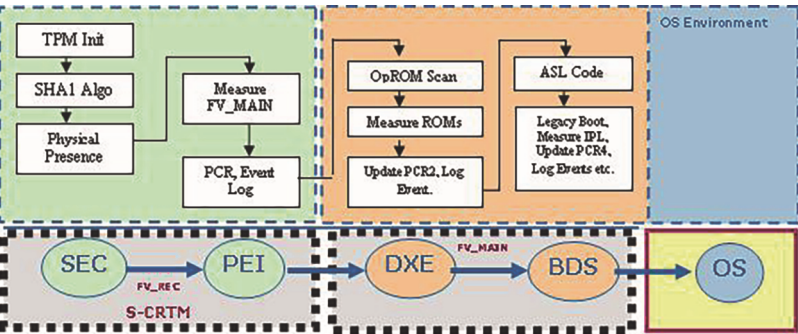 TPM Init
SHA1 Algo
Physical
Presence
Measure
FV_MAIN
PCR, Event
Log
OpROM Scan
Measure ROMs
Update PCR2, Log
Event.
ASL Code
Legacy Boot,
Measure IPL,
Update PCR4,
Log Events etc.
OS Environment
SEC
PEI
DXE
BDS
OS
FV_REC
FV_MAIN
S-CRTM